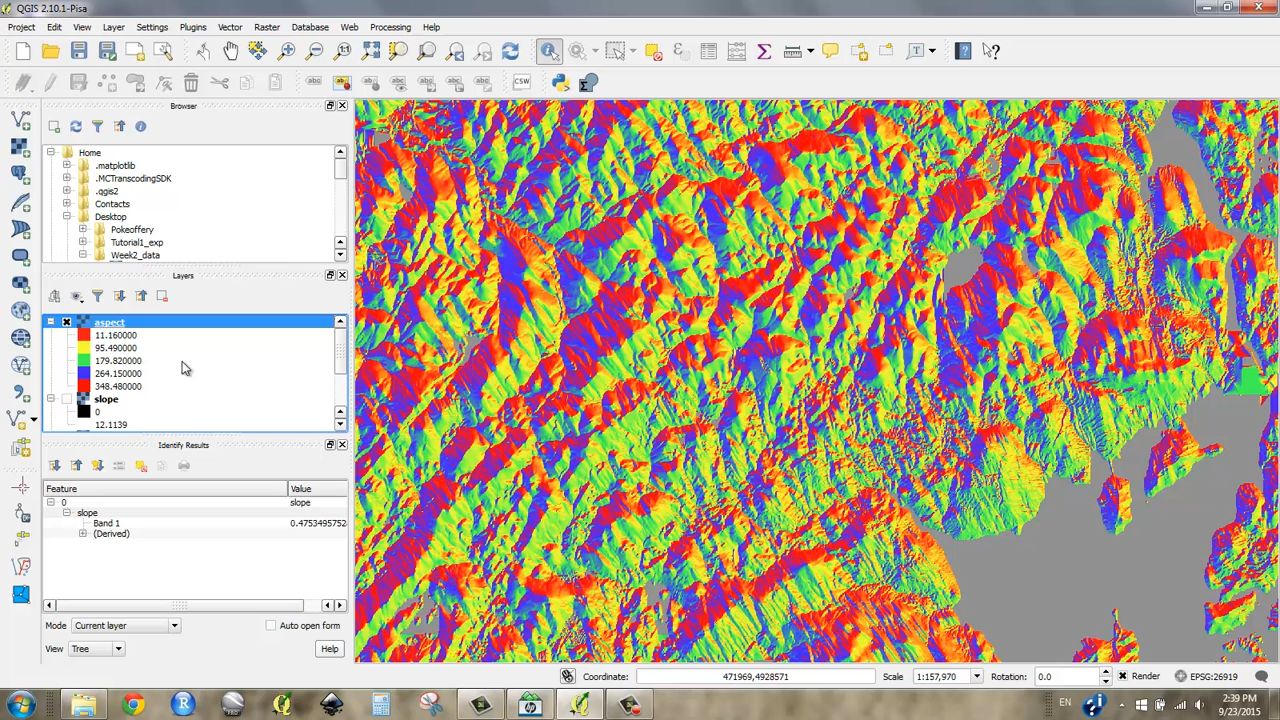 QGIS 2.10.1-Pisa
Project Edit View Layer Settings Plugins Vector Raster Database Web Processing Help
CSW
Browser
Home
.matplotlib
.MCTranscodingSDK
.qgis2
Contacts
Desktop
Pokeoffery
Tutorial1_exp
Week2_data
Layers
aspect
11.160000
95.490000
179.820000
264.150000
348.480000
slope
0
12.1139
Identify Results
Feature Value
0 slope
slope
Band 1 0.4753495752
(Derived)
Mode Current layer Auto open form
View Tree Help
Coordinate: 471969,4928571 Scale 1:157,970 Rotation: 0.0 Render EPSG:26919
EN 2:39 PM
9/23/2015